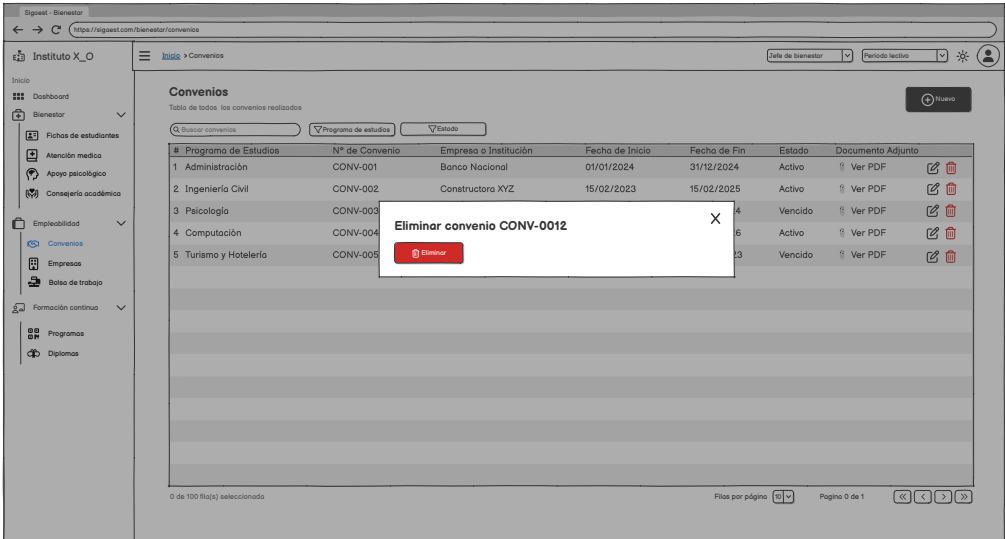 Sigaest - Bienestar
https://sigaest.com/bienestar/convenios
Instituto X_O
Inicio > Convenios
Jefe de bienestar
Periodo lectivo
Inicio
Dashboard
Bienestar
Fichas de estudiantes
Atención medica
Apoyo psicológico
Consejería académica
Empleabilidad
Convenios
Empresas
Bolsa de trabajo
Formación continua
Programas
Diplomas
Convenios
Tabla de todos los convenios realizados
Nuevo
Buscar convenios
Programa de estudios
Estado
# Programa de Estudios N° de Convenio Empresa o Institución Fecha de Inicio Fecha de Fin Estado Documento Adjunto
1 Administración CONV-001 Banco Nacional 01/01/2024 31/12/2024 Activo Ver PDF
2 Ingeniería Civil CONV-002 Constructora XYZ 15/02/2023 15/02/2025 Activo Ver PDF
3 Psicología CONV-003 4 Vencido Ver PDF
4 Computación CONV-004 6 Activo Ver PDF
5 Turismo y Hotelería CONV-005 23 Vencido Ver PDF
Eliminar convenio CONV-0012
X
Eliminar
0 de 100 fila(s) seleccionada
Filas por página 10
Pagina 0 de 1